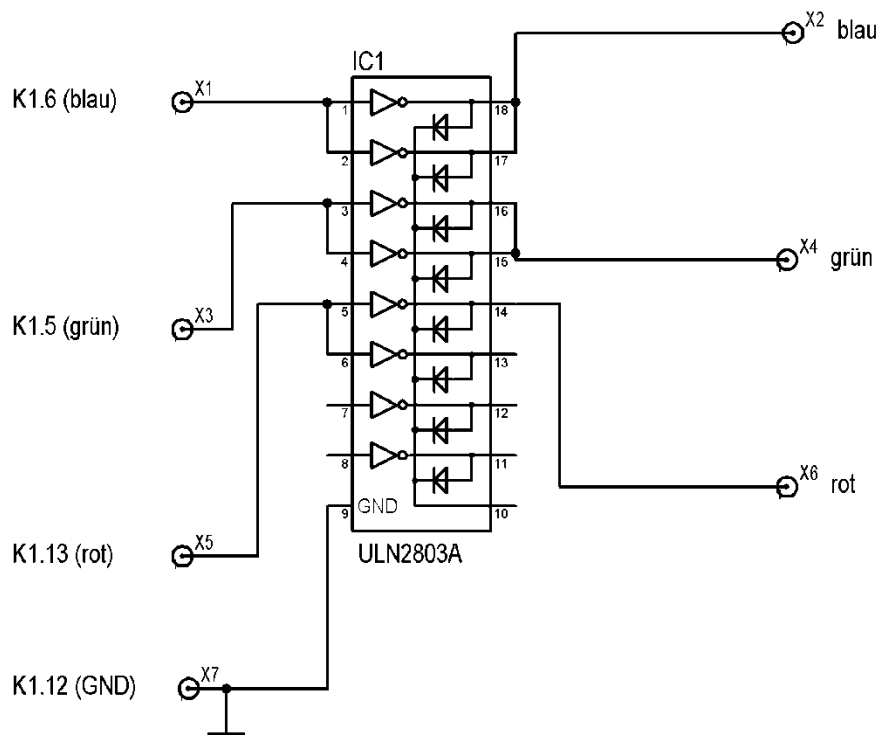 X2 blau
IC1
K1.6 (blau) X1
1 18
2 17
3 16
4 15
X4 grün
K1.5 (grün) X3
5 14
6 13
7 12
8 11
X6 rot
9 GND 10
K1.13 (rot) X5
ULN2803A
K1.12 (GND) X7